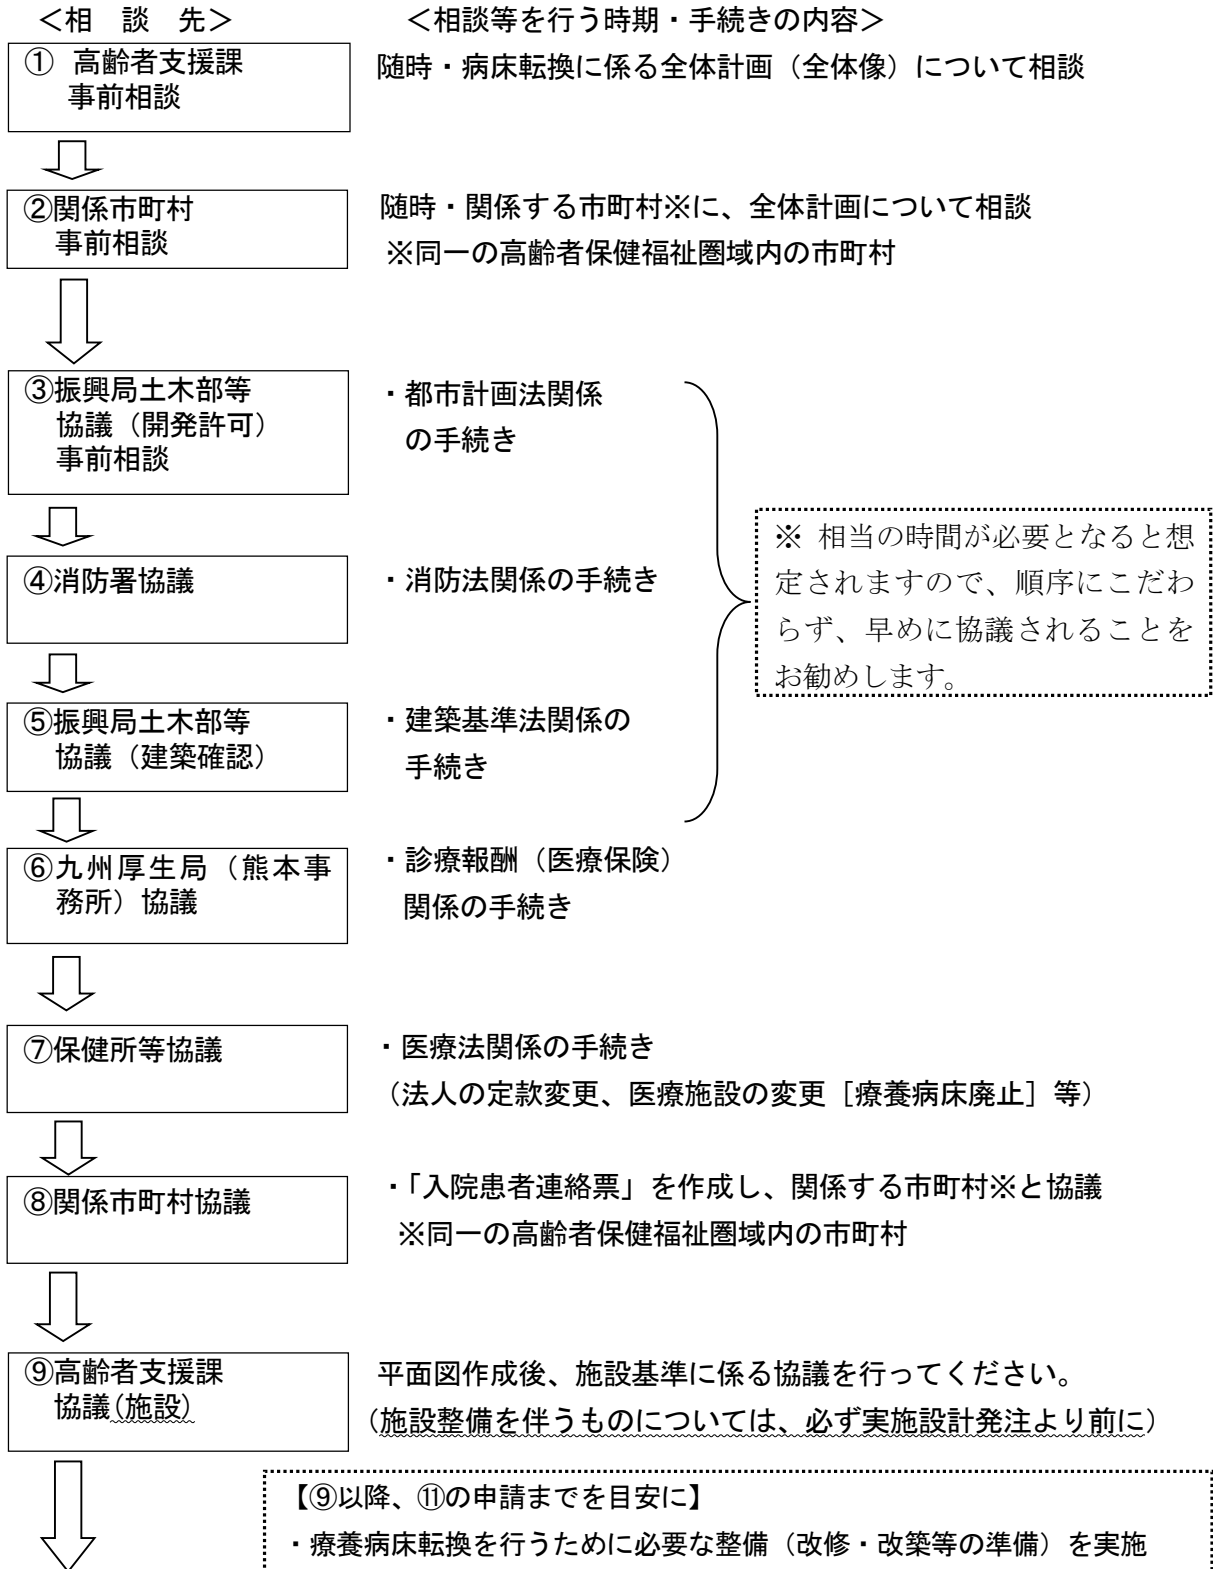 ＜相　談　先＞
＜相談等を行う時期・手続きの内容＞
① 高齢者支援課
事前相談
随時・病床転換に係る全体計画（全体像）について相談
②関係市町村
事前相談
随時・関係する市町村※に、全体計画について相談
※同一の高齢者保健福祉圏域内の市町村
③振興局土木部等
協議（開発許可）
事前相談
・都市計画法関係
の手続き
④消防署協議
・消防法関係の手続き
※ 相当の時間が必要となると想
定されますので、順序にこだわ
らず、早めに協議されることを
お勧めします。
⑤振興局土木部等
協議（建築確認）
・建築基準法関係の
手続き
⑥九州厚生局（熊本事
務所）協議
・診療報酬（医療保険）
関係の手続き
⑦保健所等協議
・医療法関係の手続き
（法人の定款変更、医療施設の変更［療養病床廃止］等）
⑧関係市町村協議
・「入院患者連絡票」を作成し、関係する市町村※と協議
※同一の高齢者保健福祉圏域内の市町村
⑨高齢者支援課
協議(施設)
平面図作成後、施設基準に係る協議を行ってください。
（施設整備を伴うものについては、必ず実施設計発注より前に）
【⑨以降、⑪の申請までを目安に】
・療養病床転換を行うために必要な整備（改修・改築等の準備）を実施